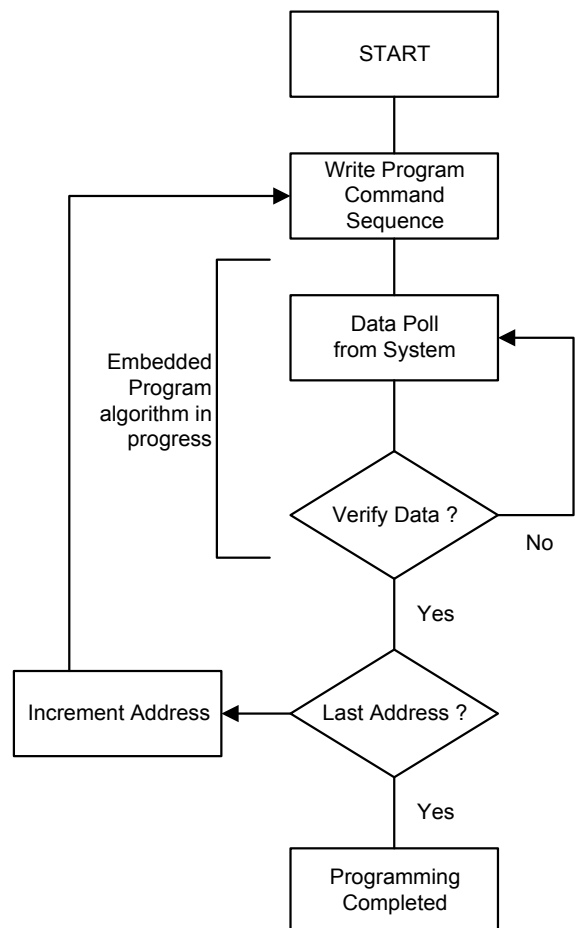 START
Write Program
Command
Sequence
Data Poll
from System
Embedded
Program
algorithm in
progress
Verify Data ?
No
Yes
Increment Address
Last Address ?
Yes
Programming
Completed